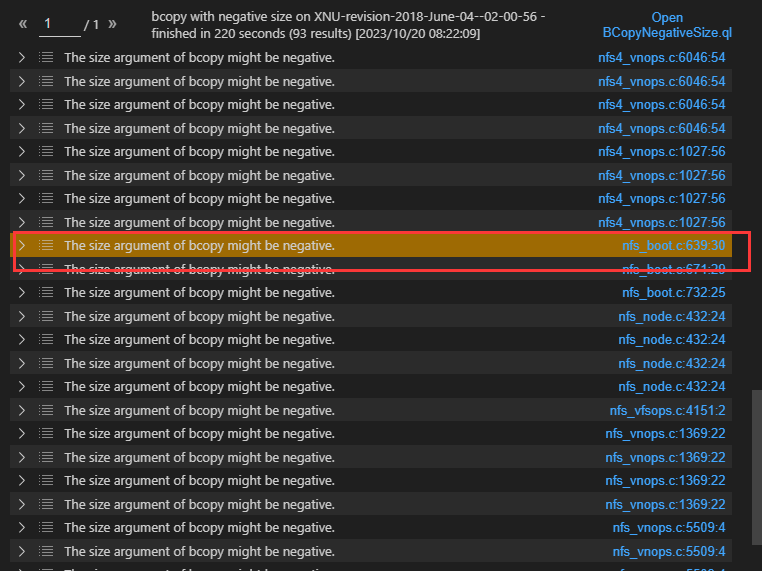 « 1 / 1 »
bcopy with negative size on XNU-revision-2018-June-04--02-00-56 -
finished in 220 seconds (93 results) [2023/10/20 08:22:09]
Open
BCopyNegativeSize.ql
The size argument of bcopy might be negative. nfs4_vnops.c:6046:54
The size argument of bcopy might be negative. nfs4_vnops.c:6046:54
The size argument of bcopy might be negative. nfs4_vnops.c:6046:54
The size argument of bcopy might be negative. nfs4_vnops.c:6046:54
The size argument of bcopy might be negative. nfs4_vnops.c:1027:56
The size argument of bcopy might be negative. nfs4_vnops.c:1027:56
The size argument of bcopy might be negative. nfs4_vnops.c:1027:56
The size argument of bcopy might be negative. nfs4_vnops.c:1027:56
The size argument of bcopy might be negative. nfs_boot.c:639:30
The size argument of bcopy might be negative. nfs_boot.c:671:29
The size argument of bcopy might be negative. nfs_boot.c:732:25
The size argument of bcopy might be negative. nfs_node.c:432:24
The size argument of bcopy might be negative. nfs_node.c:432:24
The size argument of bcopy might be negative. nfs_node.c:432:24
The size argument of bcopy might be negative. nfs_node.c:432:24
The size argument of bcopy might be negative. nfs_vfsops.c:4151:2
The size argument of bcopy might be negative. nfs_vnops.c:1369:22
The size argument of bcopy might be negative. nfs_vnops.c:1369:22
The size argument of bcopy might be negative. nfs_vnops.c:1369:22
The size argument of bcopy might be negative. nfs_vnops.c:1369:22
The size argument of bcopy might be negative. nfs_vnops.c:5509:4
The size argument of bcopy might be negative. nfs_vnops.c:5509:4
The size argument of bcopy might be negative. nfs_vnops.c:5509:4